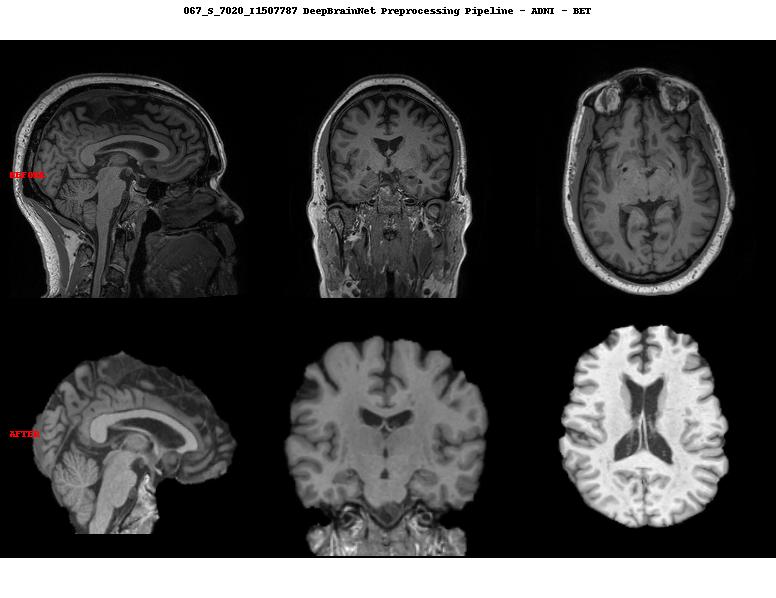 067_S_7020_I1507787 DeepBrainNet Preprocessing Pipeline - ADNI - BET
BEFORE
AFTER